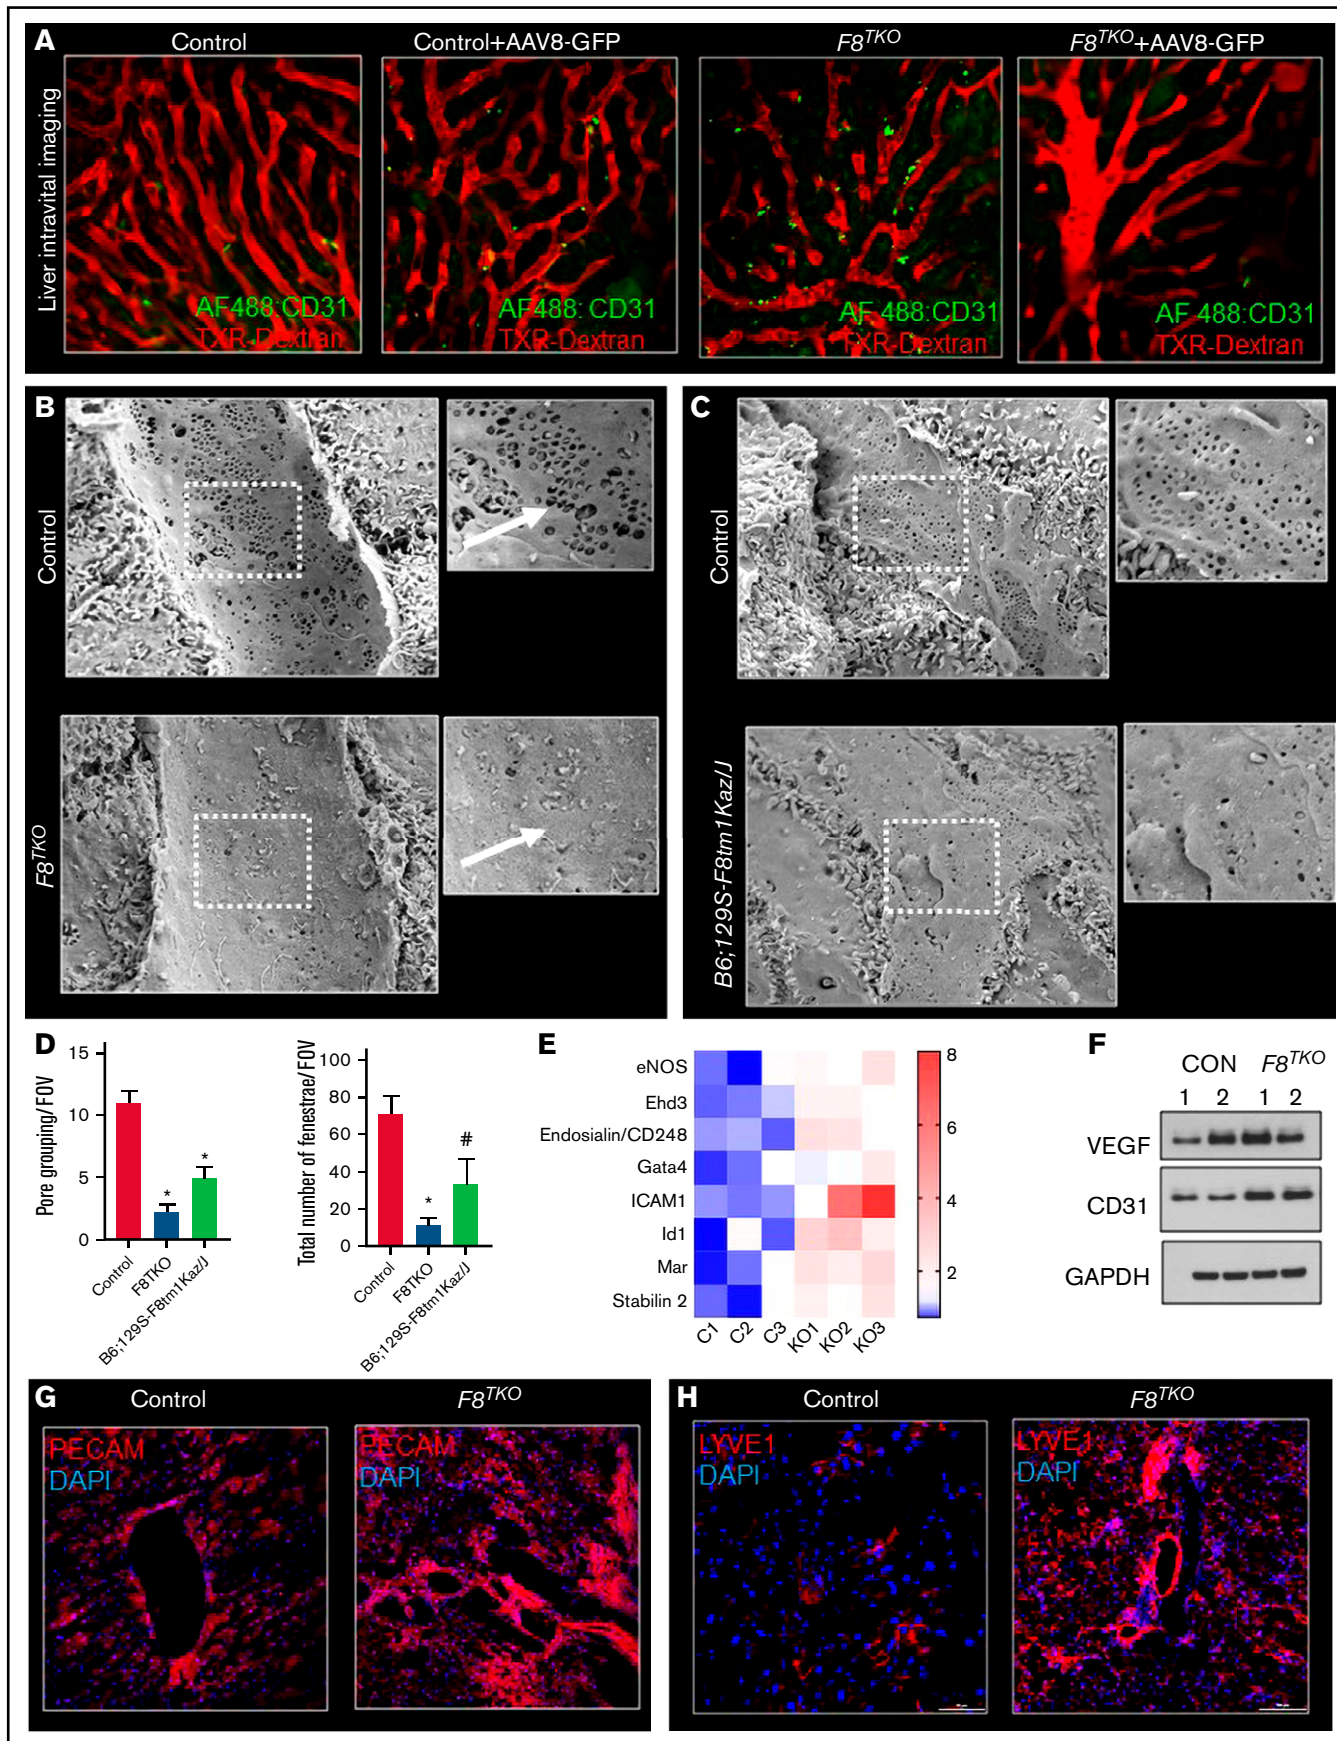 A
Control
Control+AAV8-GFP
F8TKO
F8TKO+AAV8-GFP
Liver intravital imaging
AF488:CD31
TXR-Dextran
AF488:CD31
TXR-Dextran
AF488:CD31
TXR-Dextran
AF488:CD31
TXR-Dextran
B
Control
F8TKO
C
Control
B6;129S-F8tm1Kaz/J
D
Pore grouping/FOV
15
10
5
0
*
*
Control
F8TKO
B6;129S-F8tm1Kaz/J
Total number of fenestrae/FOV
100
80
60
40
20
0
*
#
Control
F8TKO
B6;129S-F8tm1Kaz/J
E
eNOS
Ehd3
Endosialin/CD248
Gata4
ICAM1
Id1
Mar
Stabilin 2
C1
C2
C3
KO1
KO2
KO3
8
6
4
2
F
CON
F8TKO
1
2
1
2
VEGF
CD31
GAPDH
G
Control
F8TKO
PECAM
DAPI
PECAM
DAPI
H
Control
F8TKO
LYVE1
DAPI
LYVE1
DAPI